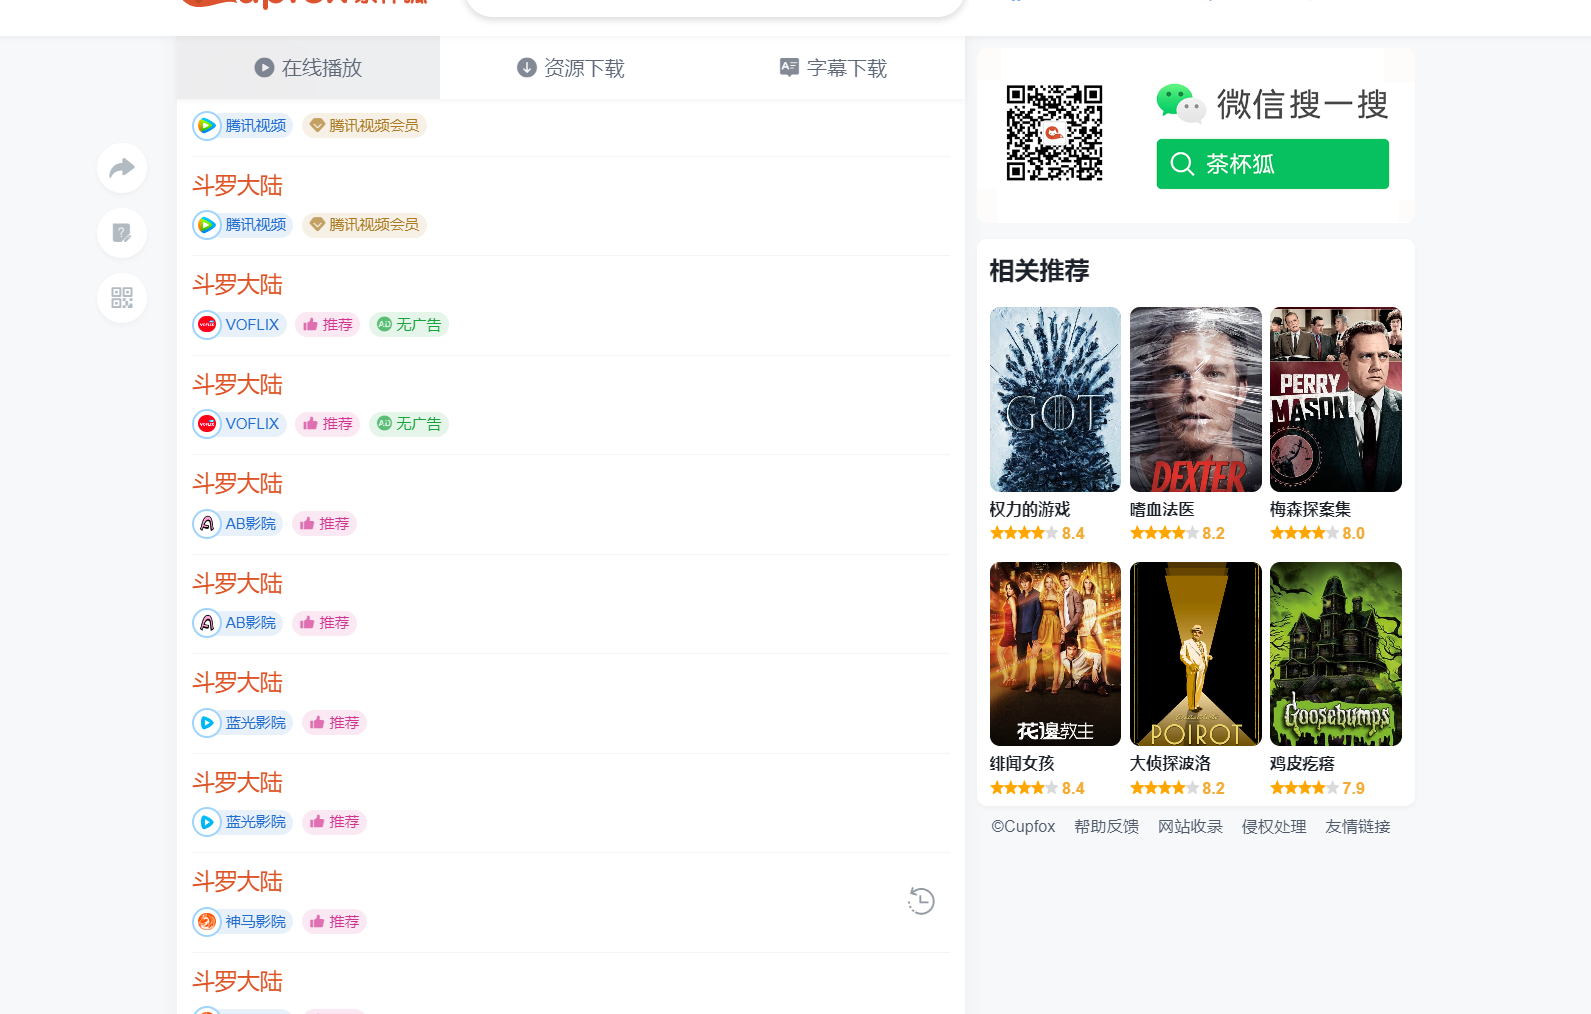 Cupfox 茶杯狐
在线播放 资源下载 字幕下载
腾讯视频 腾讯视频会员
斗罗大陆
腾讯视频 腾讯视频会员
斗罗大陆
VOFLIX 推荐 无广告
斗罗大陆
VOFLIX 推荐 无广告
斗罗大陆
AB影院 推荐
斗罗大陆
AB影院 推荐
斗罗大陆
蓝光影院 推荐
斗罗大陆
蓝光影院 推荐
斗罗大陆
神马影院 推荐
斗罗大陆
微信搜一搜
茶杯狐
相关推荐
GOT
DEXTER
PERRY
MASON
权力的游戏 嗜血法医 梅森探案集
8.4 8.2 8.0
花邊教主
POIROT
Goosebumps
绯闻女孩 大侦探波洛 鸡皮疙瘩
8.4 8.2 7.9
©Cupfox 帮助反馈 网站收录 侵权处理 友情链接